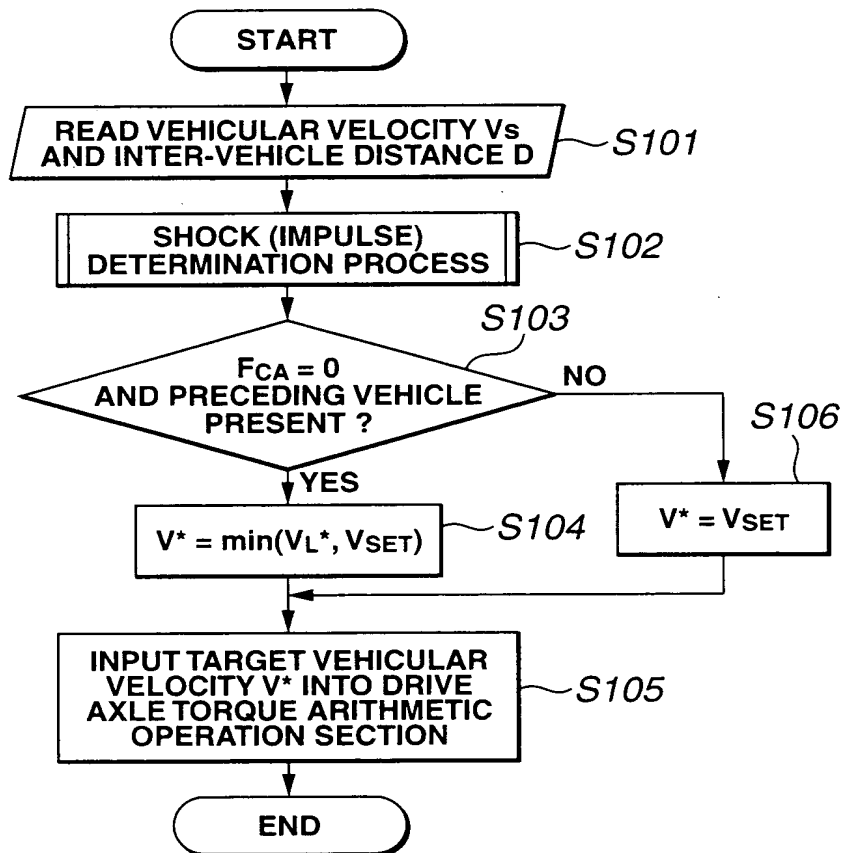 START
READ VEHICULAR VELOCITY Vs
AND INTER-VEHICLE DISTANCE D
S101
SHOCK (IMPULSE)
DETERMINATION PROCESS
S102
S103
FCA = 0
AND PRECEDING VEHICLE
PRESENT ?
NO
YES
S106
V* = min(VL*, VSET)
S104
V* = VSET
INPUT TARGET VEHICULAR
VELOCITY V* INTO DRIVE
AXLE TORQUE ARITHMETIC
OPERATION SECTION
S105
END